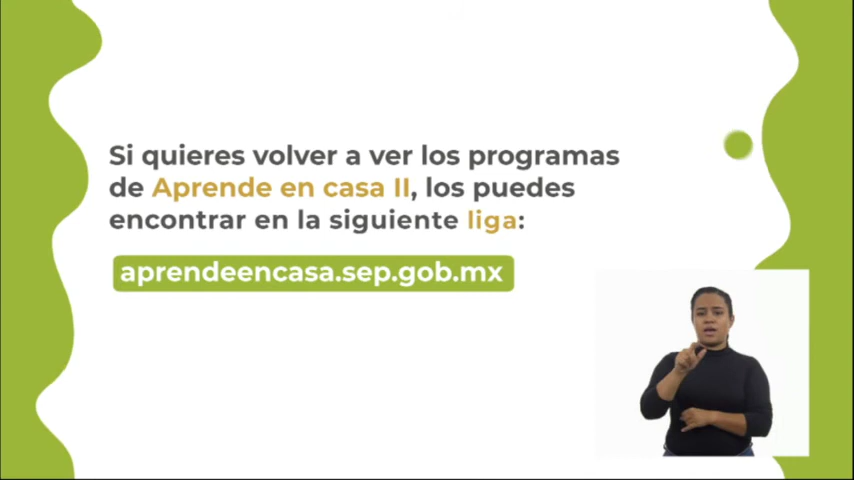 Si quieres volver a ver los programas
de Aprende en casa II, los puedes
encontrar en la siguiente liga:
aprendeencasa.sep.gob.mx